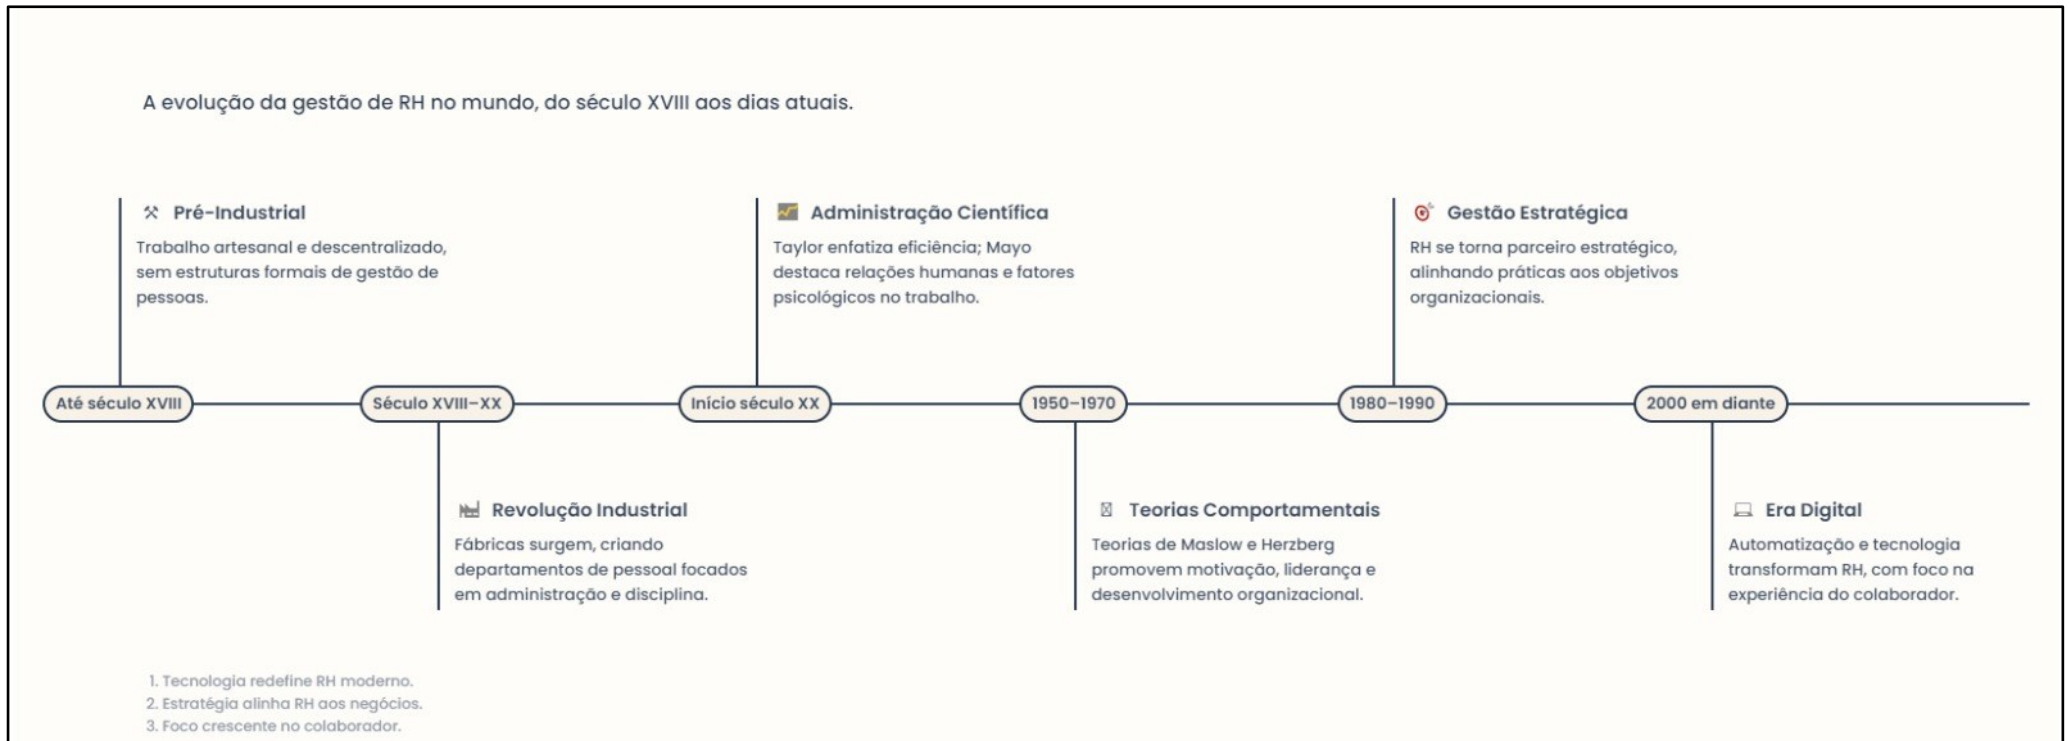 A evolução da gestão de RH no mundo, do século XVIII aos dias atuais.
Pré-Industrial
Trabalho artesanal e descentralizado,
sem estruturas formais de gestão de
pessoas.
Administração Científica
Taylor enfatiza eficiência; Mayo
destaca relações humanas e fatores
psicológicos no trabalho.
Gestão Estratégica
RH se torna parceiro estratégico,
alinhando práticas aos objetivos
organizacionais.
Até século XVIII
Século XVIII–XX
Início século XX
1950–1970
1980–1990
2000 em diante
Revolução Industrial
Fábricas surgem, criando
departamentos de pessoal focados
em administração e disciplina.
Teorias Comportamentais
Teorias de Maslow e Herzberg
promovem motivação, liderança e
desenvolvimento organizacional.
Era Digital
Automatização e tecnologia
transformam RH, com foco na
experiência do colaborador.
1. Tecnologia redefine RH moderno.
2. Estratégia alinha RH aos negócios.
3. Foco crescente no colaborador.